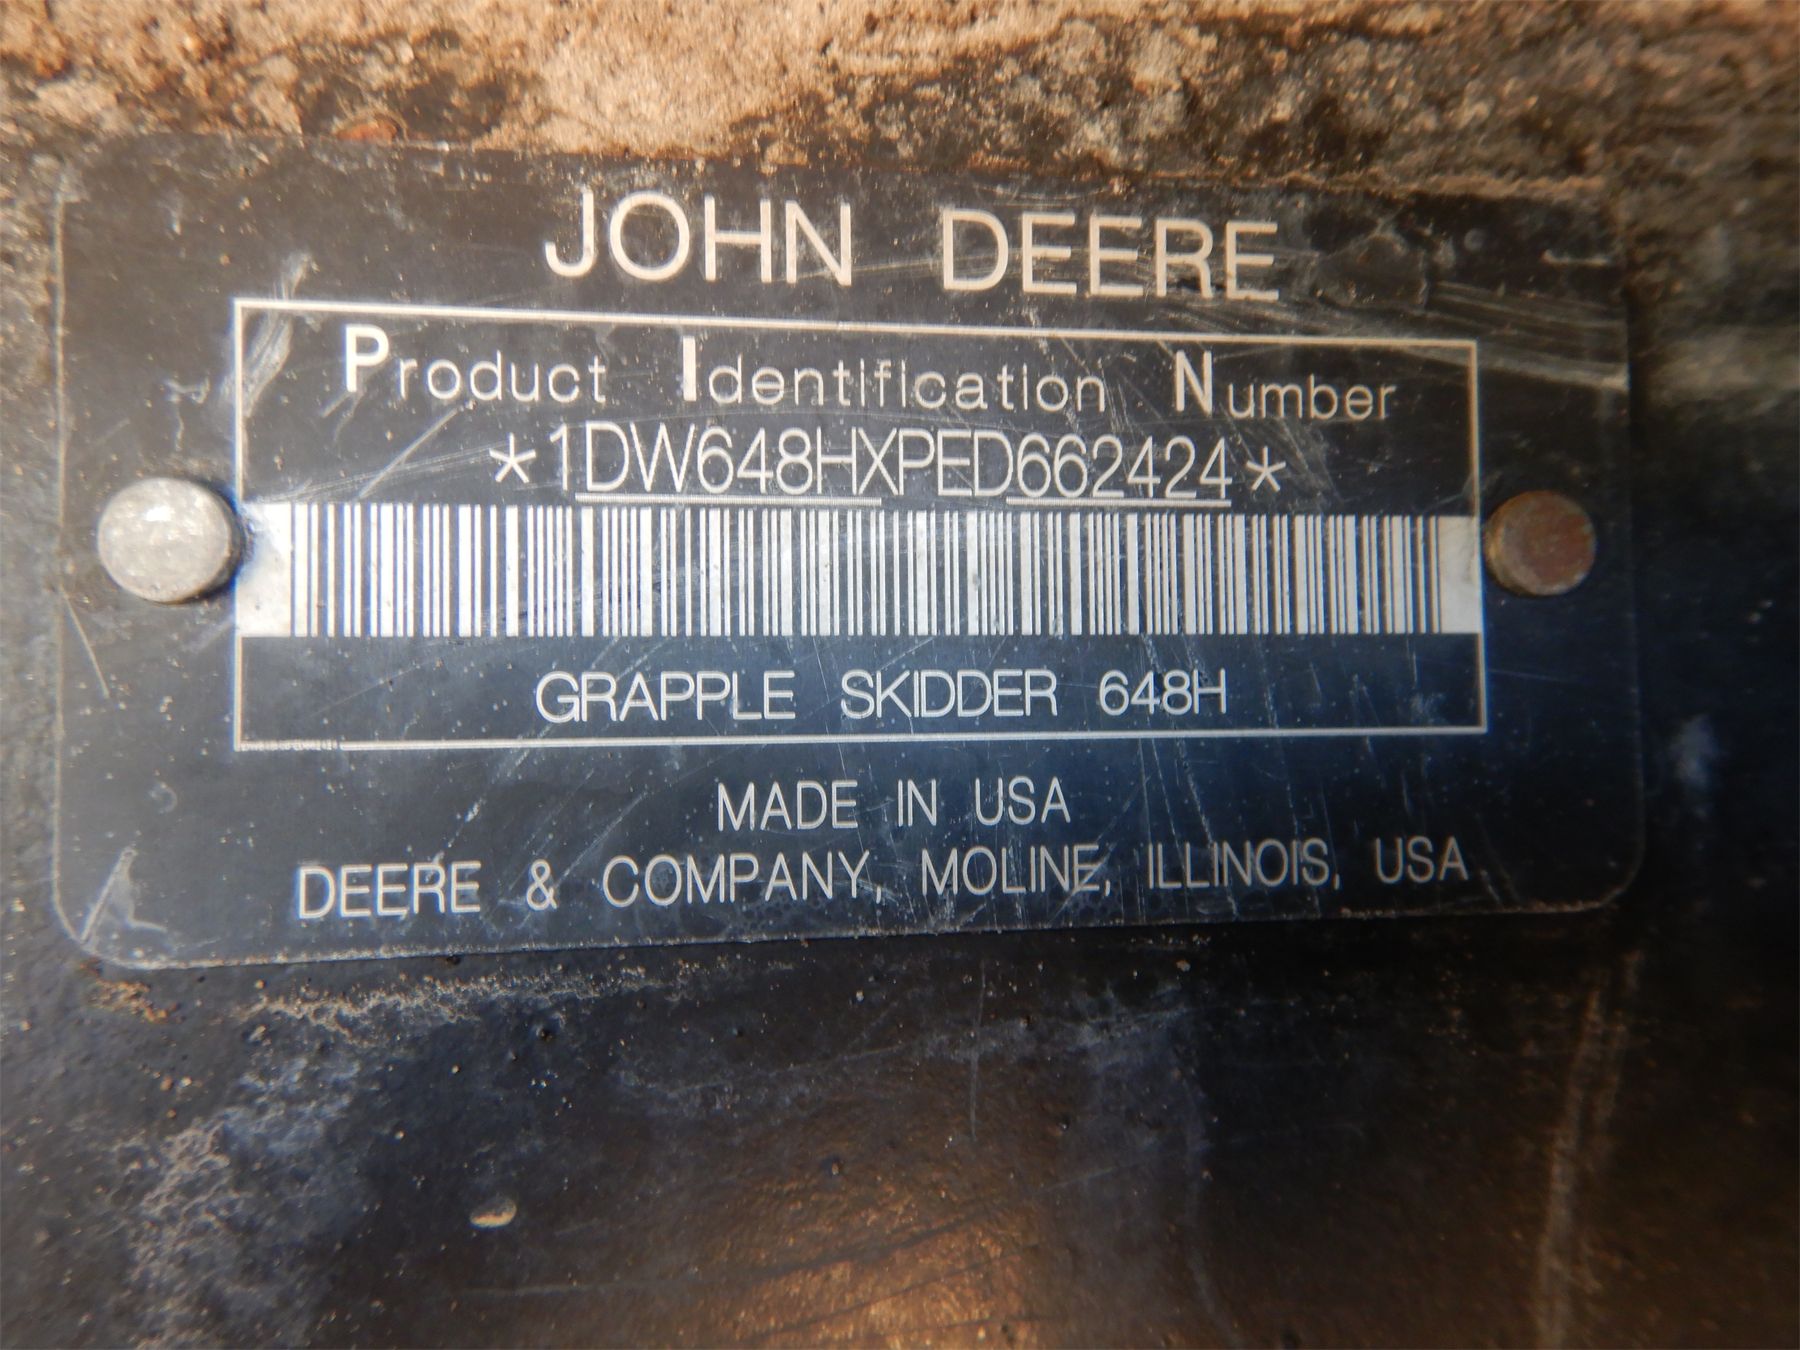 JOHN DEERE
Product Identification Number
*1DW648HXPED662424*
GRAPPLE SKIDDER 648H
MADE IN USA
DEERE & COMPANY, MOLINE, ILLINOIS, USA